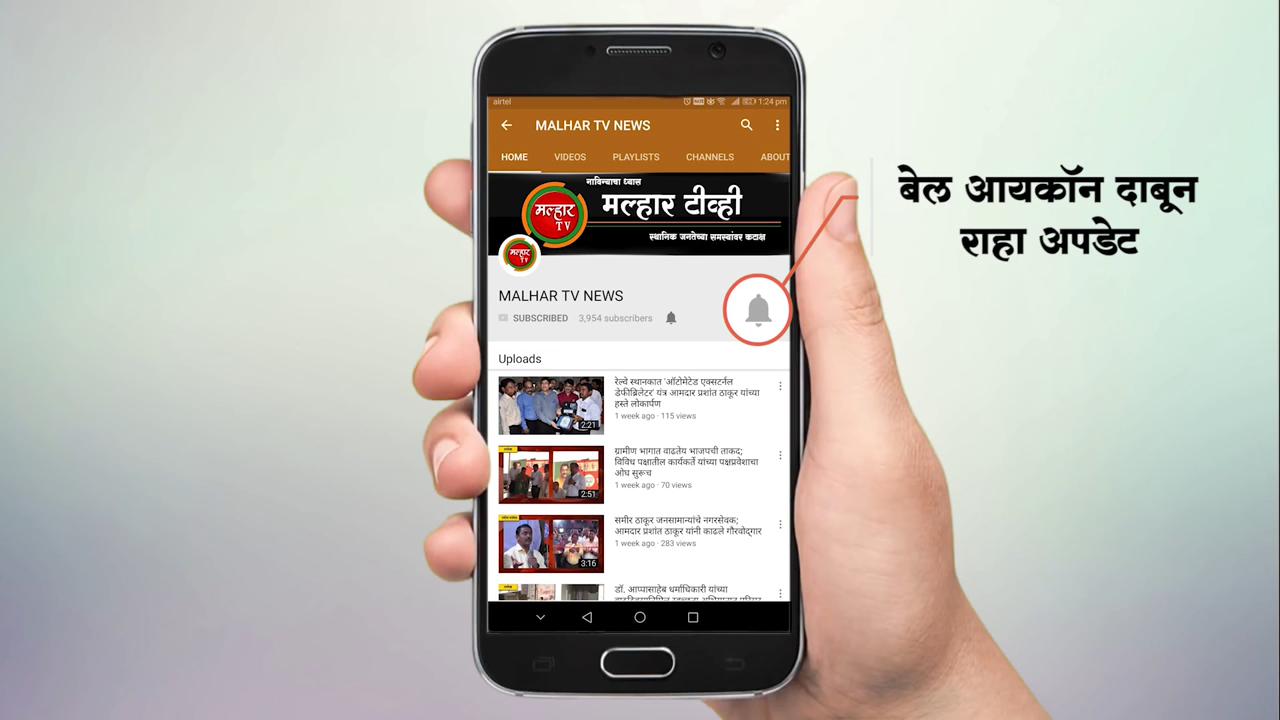 airtel
1:24 pm
MALHAR TV NEWS
HOME VIDEOS PLAYLISTS CHANNELS ABOUT
नाविन्याचा ध्यास
मल्हार टीव्ही
स्थानिक जनतेच्या समस्यांवर कटाक्ष
मल्हार
TV
मल्हार
TV
MALHAR TV NEWS
SUBSCRIBED 3,954 subscribers
Uploads
रेल्वे स्थानकात 'ऑटोमेटेड एक्सटर्नल
डेफीब्रिलेटर' यंत्र आमदार प्रशांत ठाकूर यांच्या
हस्ते लोकार्पण
1 week ago · 115 views
2:21
ग्रामीण भागात वाढतेय भाजपची ताकद;
विविध पक्षातील कार्यकर्ते यांच्या पक्षप्रवेशाचा
ओघ सुरूच
1 week ago · 70 views
2:51
समीर ठाकूर जनसामान्यांचे नगरसेवक;
आमदार प्रशांत ठाकूर यांनी काढले गौरवोद्गार
1 week ago · 283 views
3:16
डॉ. आप्पासाहेब धर्माधिकारी यांच्या
बेल आयकॉन दाबून
राहा अपडेट